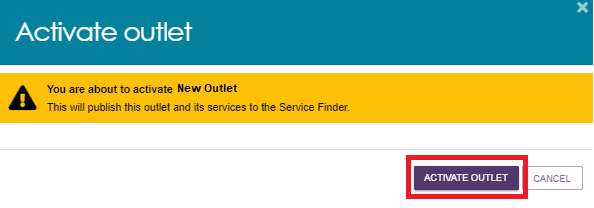 Activate outlet
You are about to activate New Outlet
This will publish this outlet and its services to the Service Finder.
ACTIVATE OUTLET CANCEL